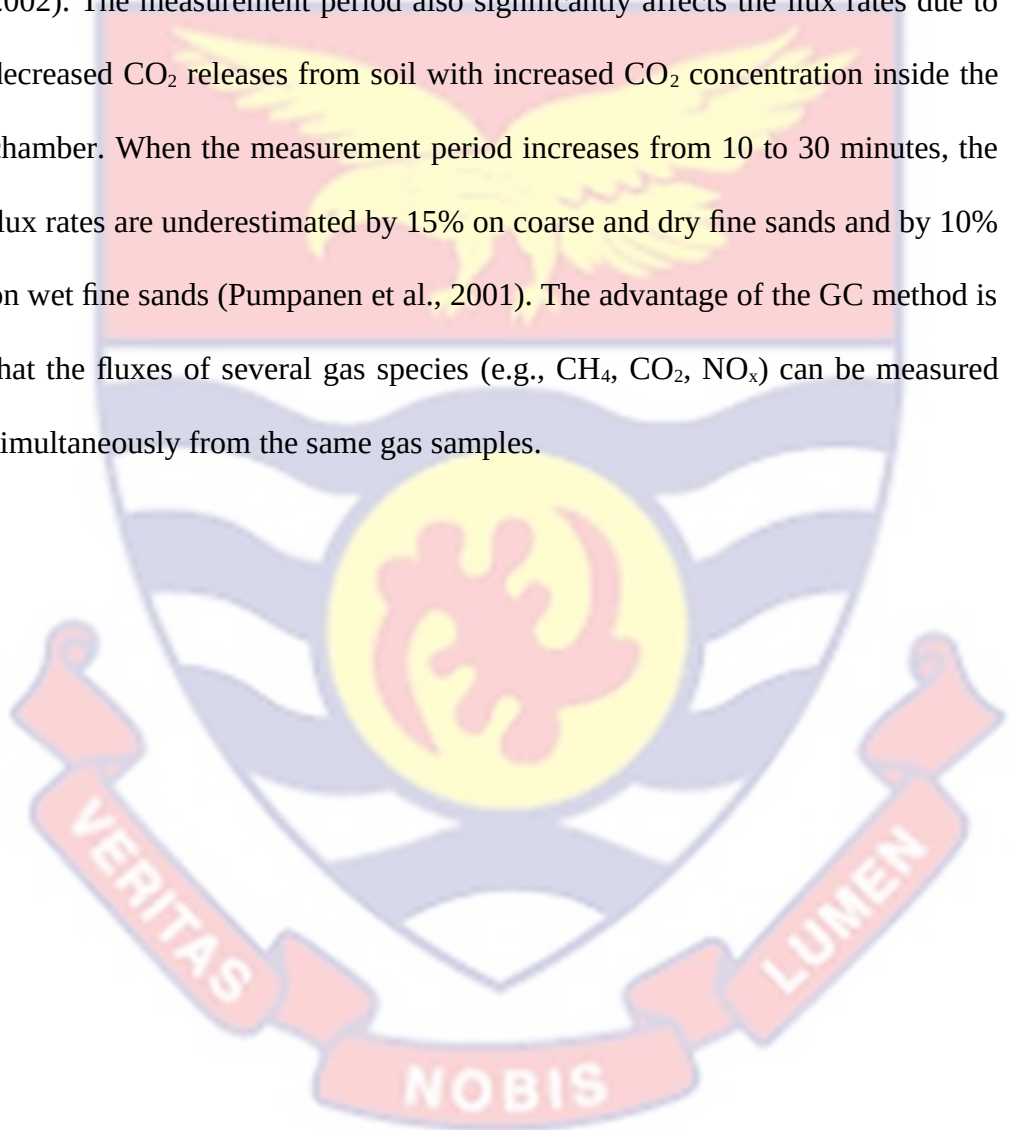 2002). The measurement period also significantly affects the flux rates due to
decreased CO₂ releases from soil with increased CO₂ concentration inside the
chamber. When the measurement period increases from 10 to 30 minutes, the
flux rates are underestimated by 15% on coarse and dry fine sands and by 10%
on wet fine sands (Pumpanen et al., 2001). The advantage of the GC method is
that the fluxes of several gas species (e.g., CH₄, CO₂, NOₓ) can be measured
simultaneously from the same gas samples.
VERITAS
NOBIS
LUMEN